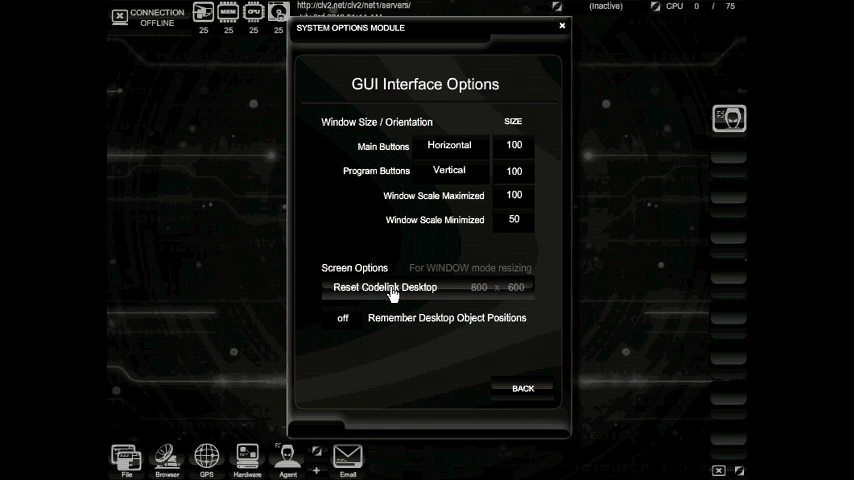 http://clv2.net/clv2/net1/servers/
(Inactive)
CPU 0 / 75
CONNECTION
OFFLINE
MEM
CPU
25 25 25 25
SYSTEM OPTIONS MODULE
GUI Interface Options
Window Size / Orientation SIZE
Main Buttons Horizontal 100
Program Buttons Vertical 100
Window Scale Maximized 100
Window Scale Minimized 50
Screen Options For WINDOW mode resizing
Reset Codelink Desktop 800 x 600
off Remember Desktop Object Positions
BACK
File Browser GPS Hardware Agent Email